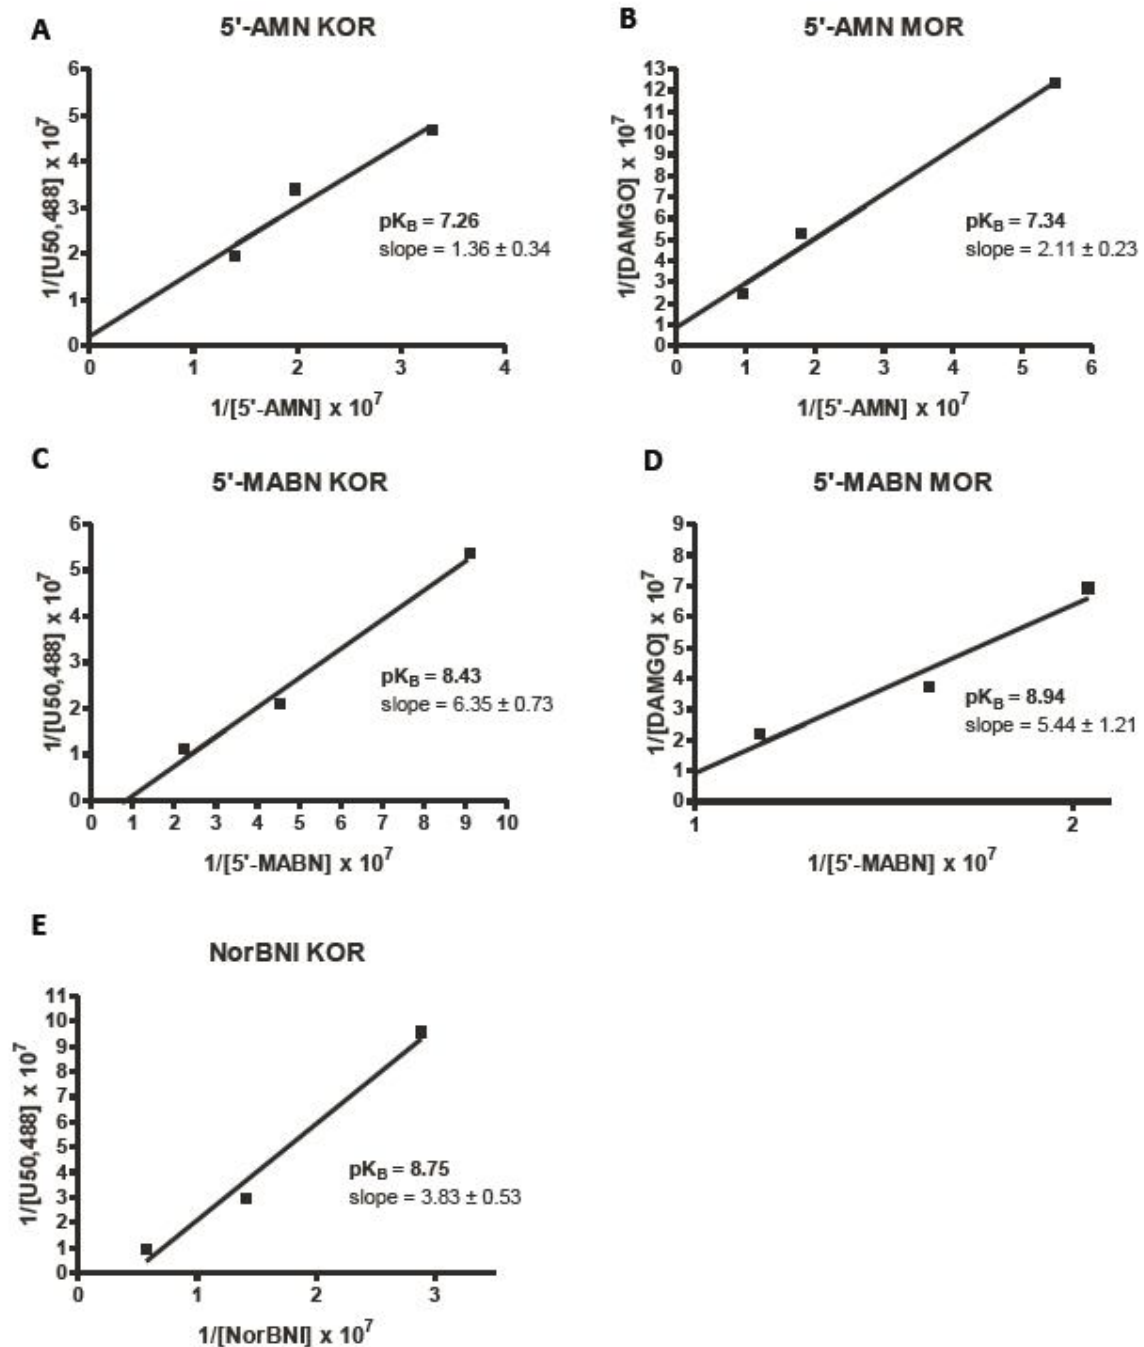 A
5'-AMN KOR
1/[U50,488] x 10^7
6
5
4
3
2
1
0
0 1 2 3 4
pK_B = 7.26
slope = 1.36 ± 0.34
1/[5'-AMN] x 10^7
B
5'-AMN MOR
1/[DAMGO] x 10^7
13
12
11
10
9
8
7
6
5
4
3
2
1
0
0 1 2 3 4 5 6
pK_B = 7.34
slope = 2.11 ± 0.23
1/[5'-AMN] x 10^7
C
5'-MABN KOR
1/[U50,488] x 10^7
6
5
4
3
2
1
0
0 1 2 3 4 5 6 7 8 9 10
pK_B = 8.43
slope = 6.35 ± 0.73
1/[5'-MABN] x 10^7
D
5'-MABN MOR
1/[DAMGO] x 10^7
9
8
7
6
5
4
3
2
1
0
1 2
pK_B = 8.94
slope = 5.44 ± 1.21
1/[5'-MABN] x 10^7
E
NorBNI KOR
1/[U50,488] x 10^7
11
10
9
8
7
6
5
4
3
2
1
0
0 1 2 3
pK_B = 8.75
slope = 3.83 ± 0.53
1/[NorBNI] x 10^7